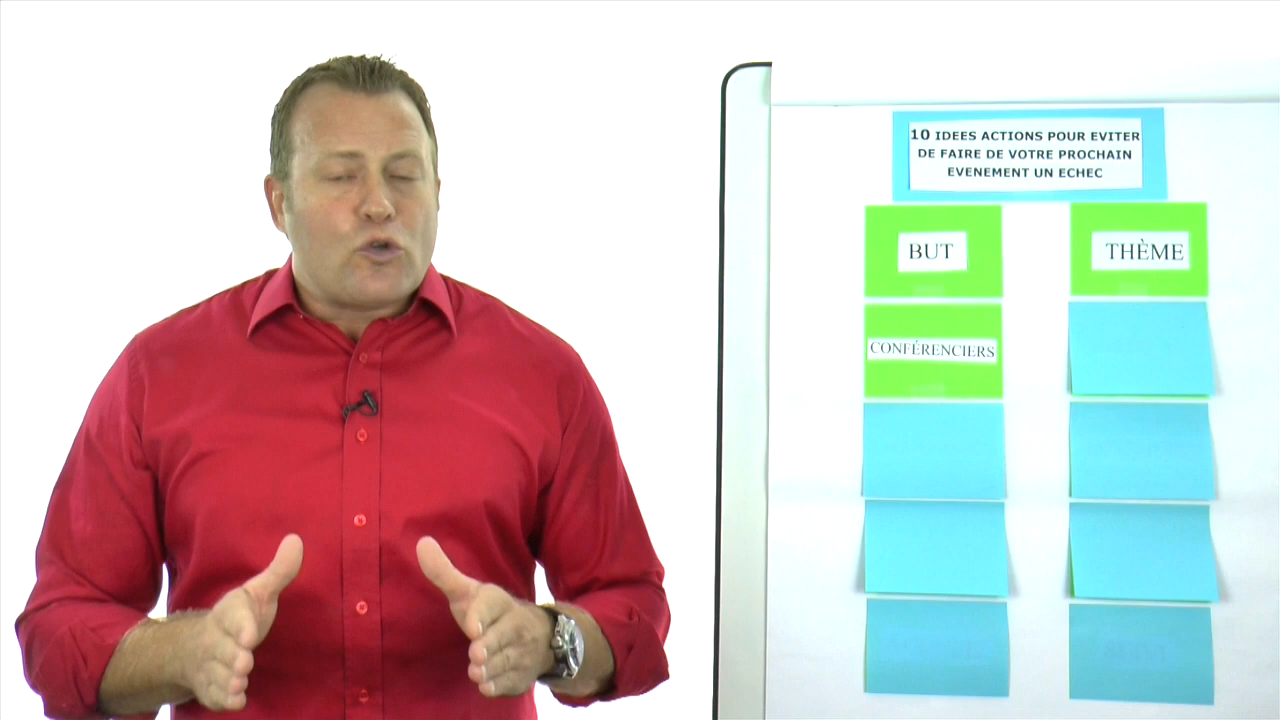 10 IDEES ACTIONS POUR EVITER
DE FAIRE DE VOTRE PROCHAIN
EVENEMENT UN ECHEC
BUT
THÈME
CONFÉRENCIERS